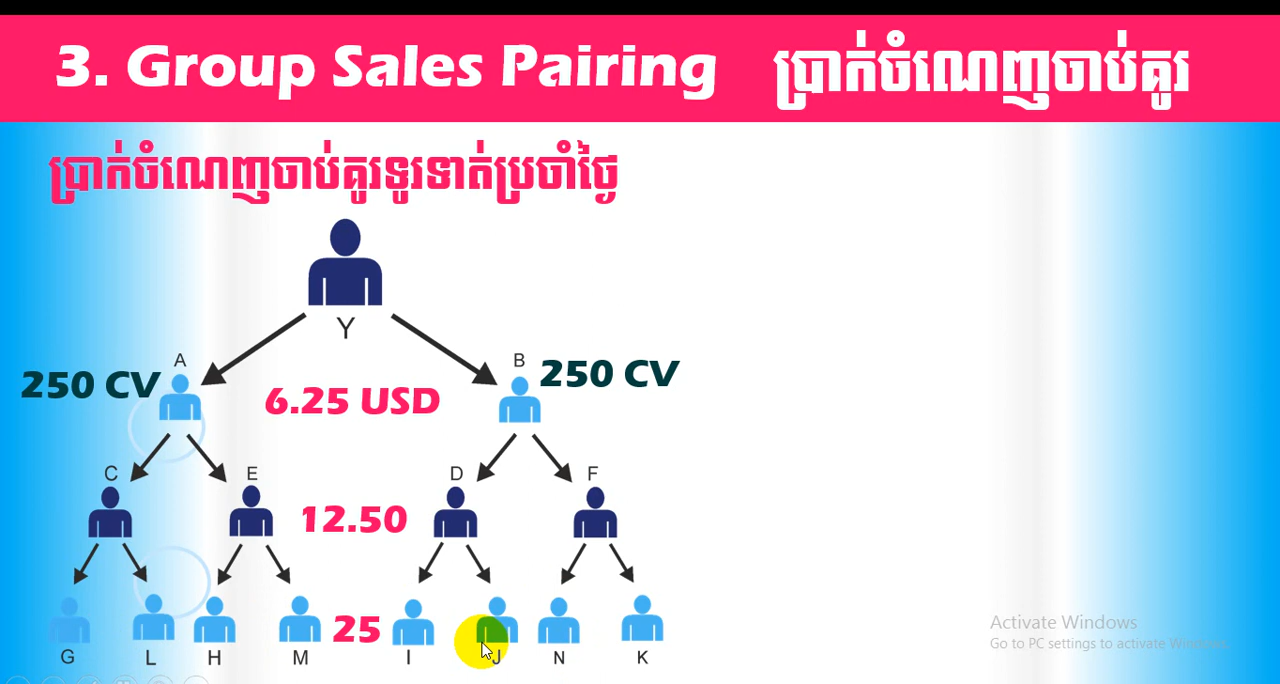 3. Group Sales Pairing ប្រាក់ចំណេញចាប់គូរ
ប្រាក់ចំណេញចាប់គូរទូរទាត់ប្រចាំថ្ងៃ
Y
A B
250 CV 250 CV
6.25 USD
C E D F
12.50
25
G L H M I J N K
Activate Windows
Go to PC settings to activate Windows.